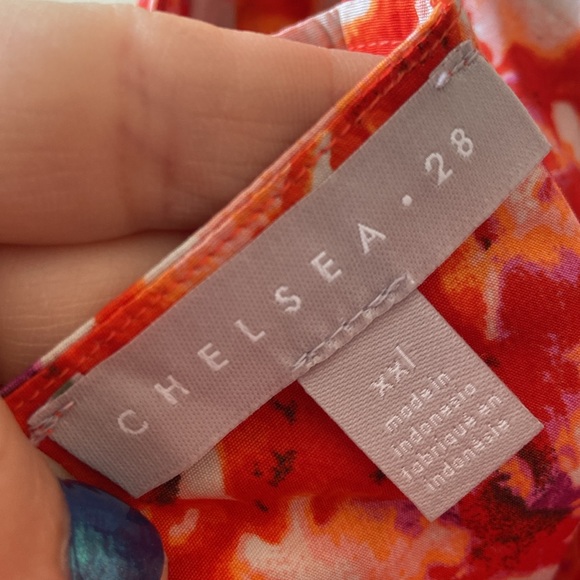 CHELSEA · 28
xxl
made in
indonesia
fabriqué en
indonésie